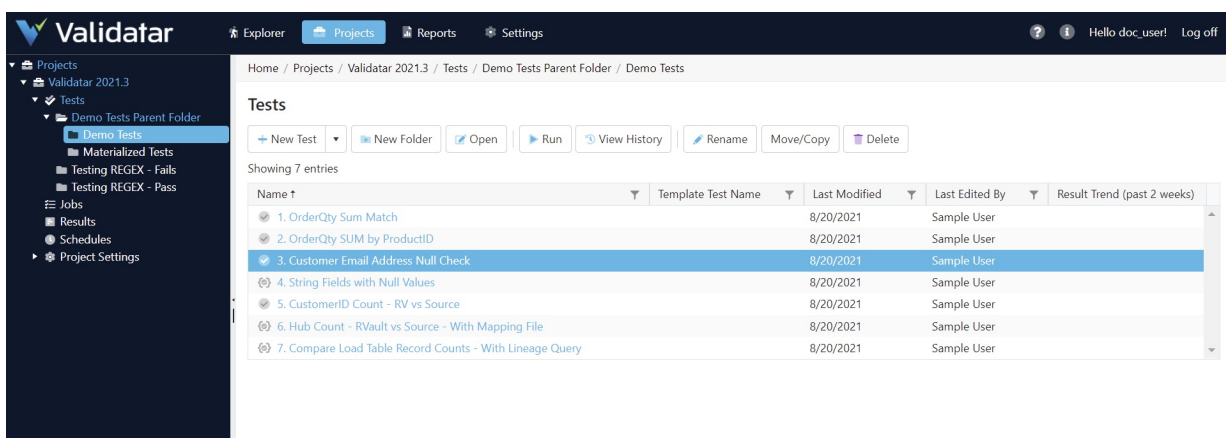 Validatar
Explorer
Projects
Reports
Settings
Hello doc_user!
Log off
Projects
Validatar 2021.3
Tests
Demo Tests Parent Folder
Demo Tests
Materialized Tests
Testing REGEX - Fails
Testing REGEX - Pass
Jobs
Results
Schedules
Project Settings
Home / Projects / Validatar 2021.3 / Tests / Demo Tests Parent Folder / Demo Tests
Tests
New Test New Folder Open Run View History Rename Move/Copy Delete
Showing 7 entries
Name ↑ Template Test Name Last Modified Last Edited By Result Trend (past 2 weeks)
1. OrderQty Sum Match 8/20/2021 Sample User
2. OrderQty SUM by ProductID 8/20/2021 Sample User
3. Customer Email Address Null Check 8/20/2021 Sample User
4. String Fields with Null Values 8/20/2021 Sample User
5. CustomerID Count - RV vs Source 8/20/2021 Sample User
6. Hub Count - RVault vs Source - With Mapping File 8/20/2021 Sample User
7. Compare Load Table Record Counts - With Lineage Query 8/20/2021 Sample User